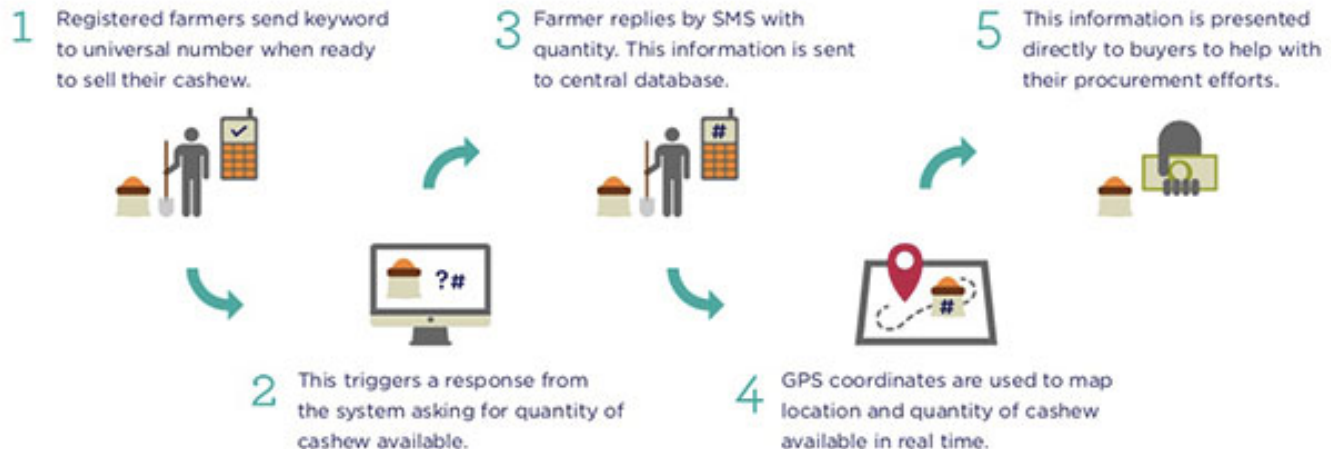 1
Registered farmers send keyword
to universal number when ready
to sell their cashew.
?#
2
This triggers a response from
the system asking for quantity of
cashew available.
3
Farmer replies by SMS with
quantity. This information is sent
to central database.
#
#
4
GPS coordinates are used to map
location and quantity of cashew
available in real time.
5
This information is presented
directly to buyers to help with
their procurement efforts.